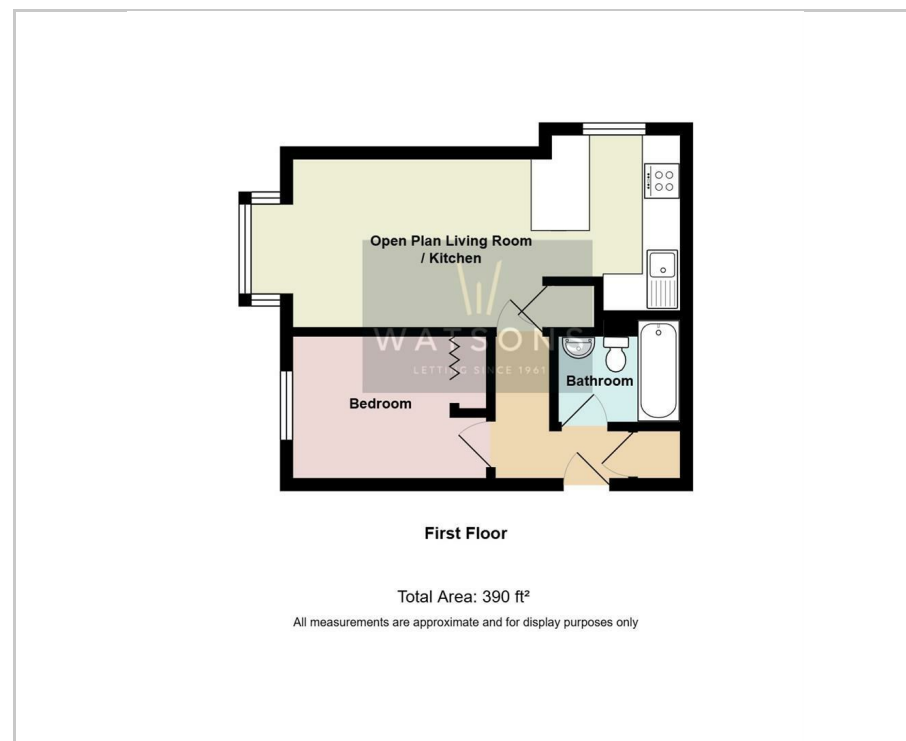 Open Plan Living Room
/ Kitchen
WATSONS
LETTING SINCE 1961
Bathroom
Bedroom
First Floor
Total Area: 390 ft²
All measurements are approximate and for display purposes only